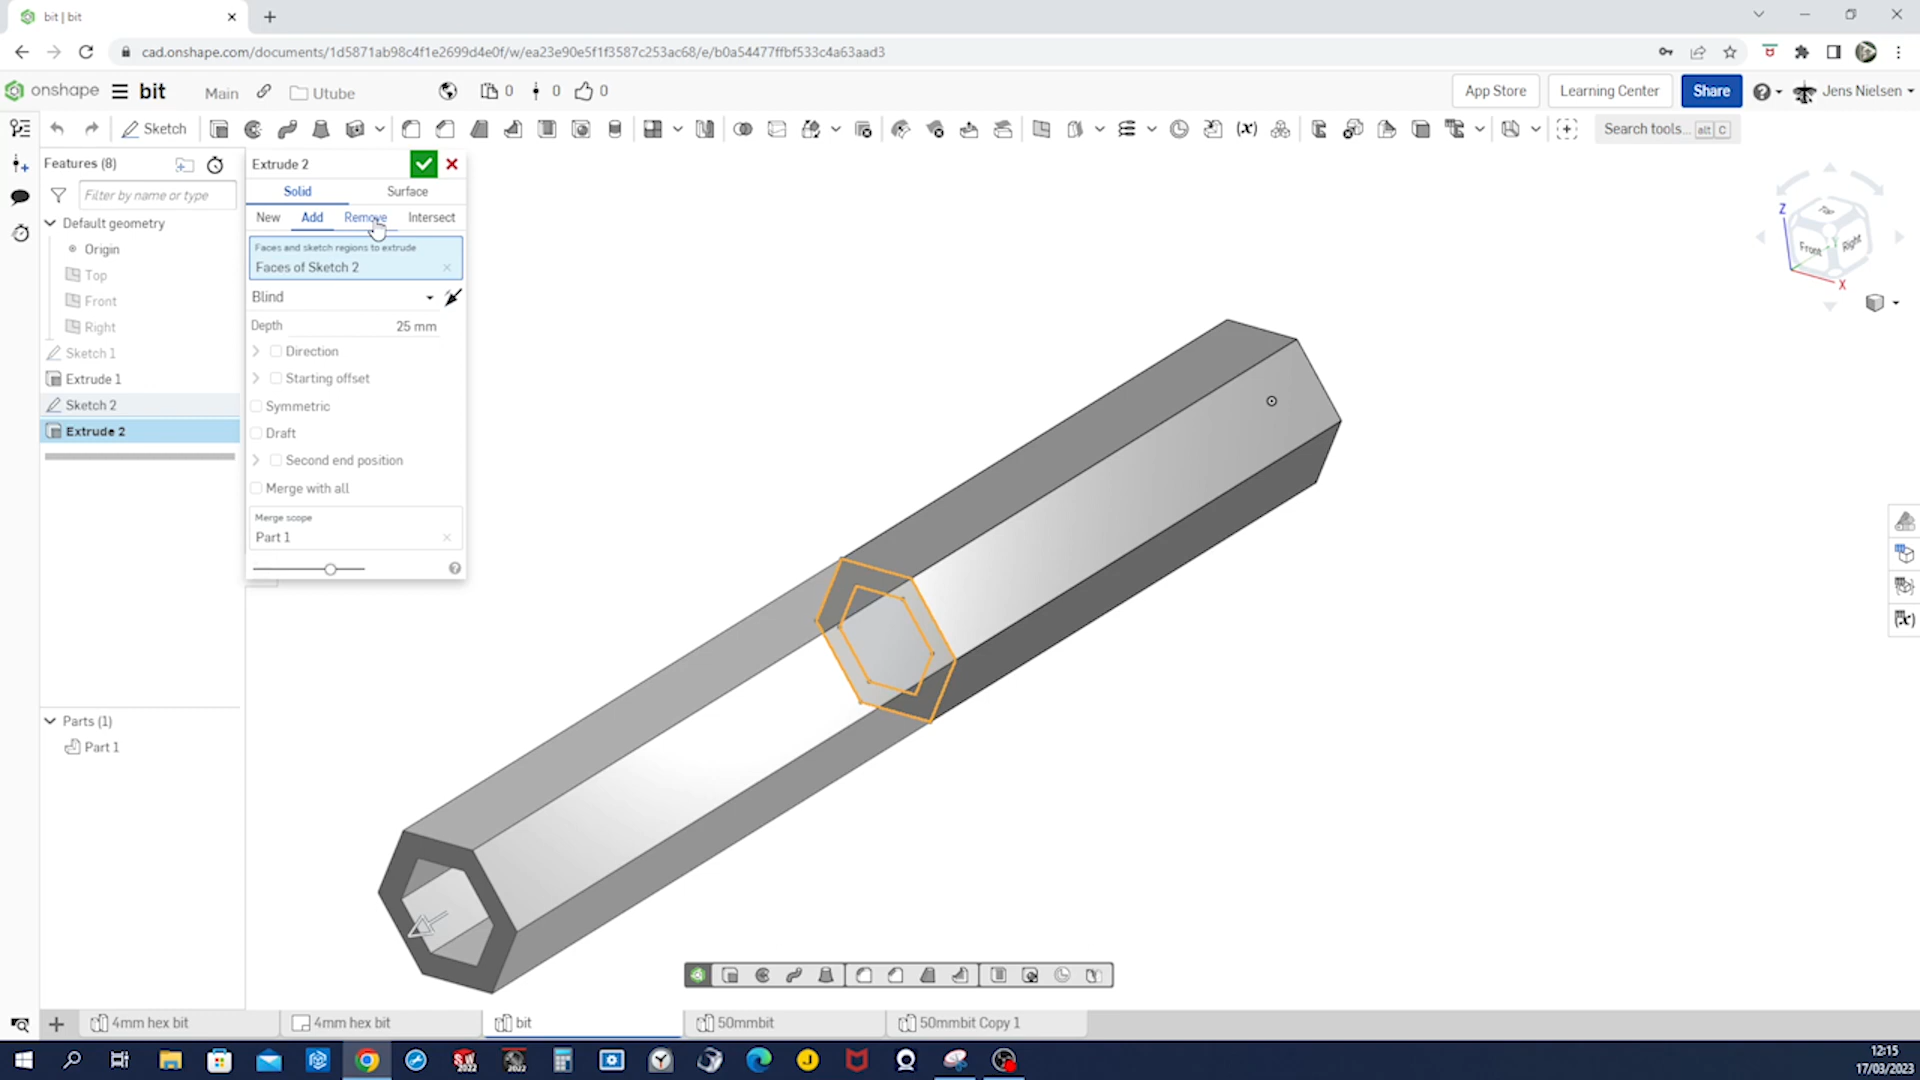 bit | bit
cad.onshape.com/documents/1d5871ab98c4f1e2699d4e0f/w/ea23e90e5f1f3587c253ac68/e/b0a54477ffbf533c4a63aad3
onshape bit Main Utube 0 0 0 App Store Learning Center Share Jens Nielsen
Sketch Search tools... alt C
Features (8)
Filter by name or type
Default geometry
Origin
Top
Front
Right
Sketch 1
Extrude 1
Sketch 2
Extrude 2
Parts (1)
Part 1
Extrude 2
Solid Surface
New Add Remove Intersect
Faces and sketch regions to extrude
Faces of Sketch 2
Blind
Depth 25 mm
Direction
Starting offset
Symmetric
Draft
Second end position
Merge with all
Merge scope
Part 1
Z
Top
Front Right
X
4mm hex bit 4mm hex bit bit 50mmbit 50mmbit Copy 1
12:15
17/03/2023